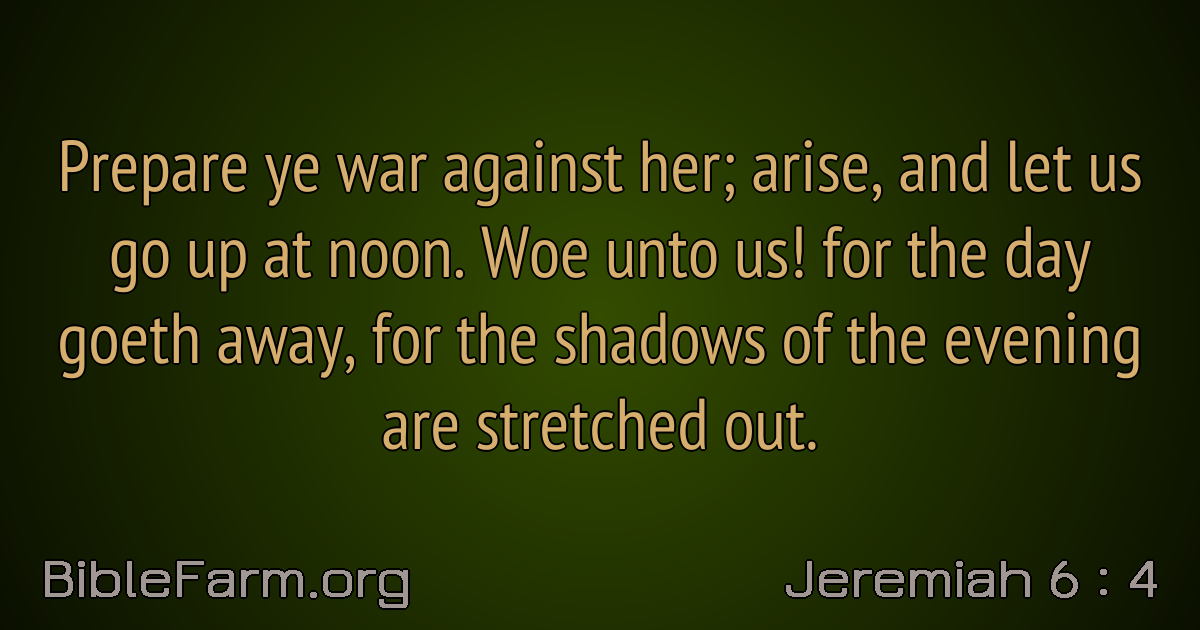 Prepare ye war against her; arise, and let us
go up at noon. Woe unto us! for the day
goeth away, for the shadows of the evening
are stretched out.
BibleFarm.org
Jeremiah 6 : 4